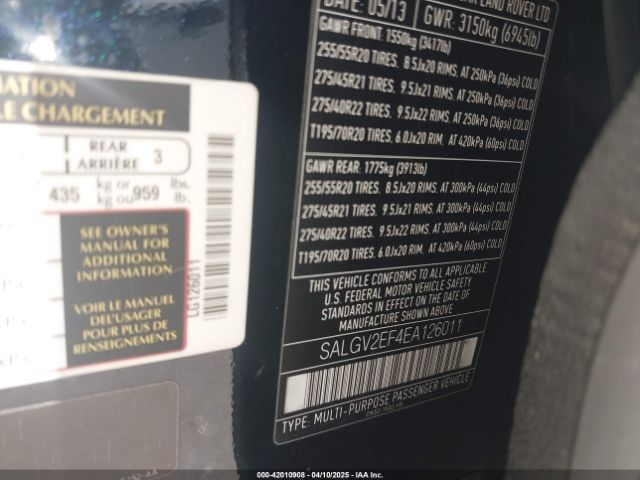 MATION
LE CHARGEMENT
REAR
ARRIÈRE 3
435 kg or 959 lbs.
kg ou lb.
SEE OWNER'S
MANUAL FOR
ADDITIONAL
INFORMATION
VOIR LE MANUEL
DU
POUR PLUS DE
RENSEIGNEMENTS
LG126011
LAND ROVER LTD
DATE: 05/13 GWR: 3150kg (6945lb)
GAWR FRONT: 1550kg (3417lb)
255/55R20 TIRES, 8.5Jx20 RIMS, AT 250kPa (36psi) COLD
275/45R21 TIRES, 9.5Jx21 RIMS, AT 250kPa (36psi) COLD
275/40R22 TIRES, 9.5Jx22 RIMS, AT 250kPa (36psi) COLD
T195/70R20 TIRES, 6.0Jx20 RIM, AT 420kPa (60psi) COLD
GAWR REAR: 1775kg (3913lb)
255/55R20 TIRES, 8.5Jx20 RIMS, AT 300kPa (44psi) COLD
275/45R21 TIRES, 9.5Jx21 RIMS, AT 300kPa (44psi) COLD
275/40R22 TIRES, 9.5Jx22 RIMS, AT 300kPa (44psi) COLD
T195/70R20 TIRES, 6.0Jx20 RIM, AT 420kPa (60psi) COLD
THIS VEHICLE CONFORMS TO ALL APPLICABLE
U.S. FEDERAL MOTOR VEHICLE SAFETY
STANDARDS IN EFFECT ON THE DATE OF
MANUFACTURE SHOWN ABOVE
SALGV2EF4EA126011
TYPE: MULTI-PURPOSE PASSENGER VEHICLE
000-42010908 - 04/10/2025 - IAA Inc.